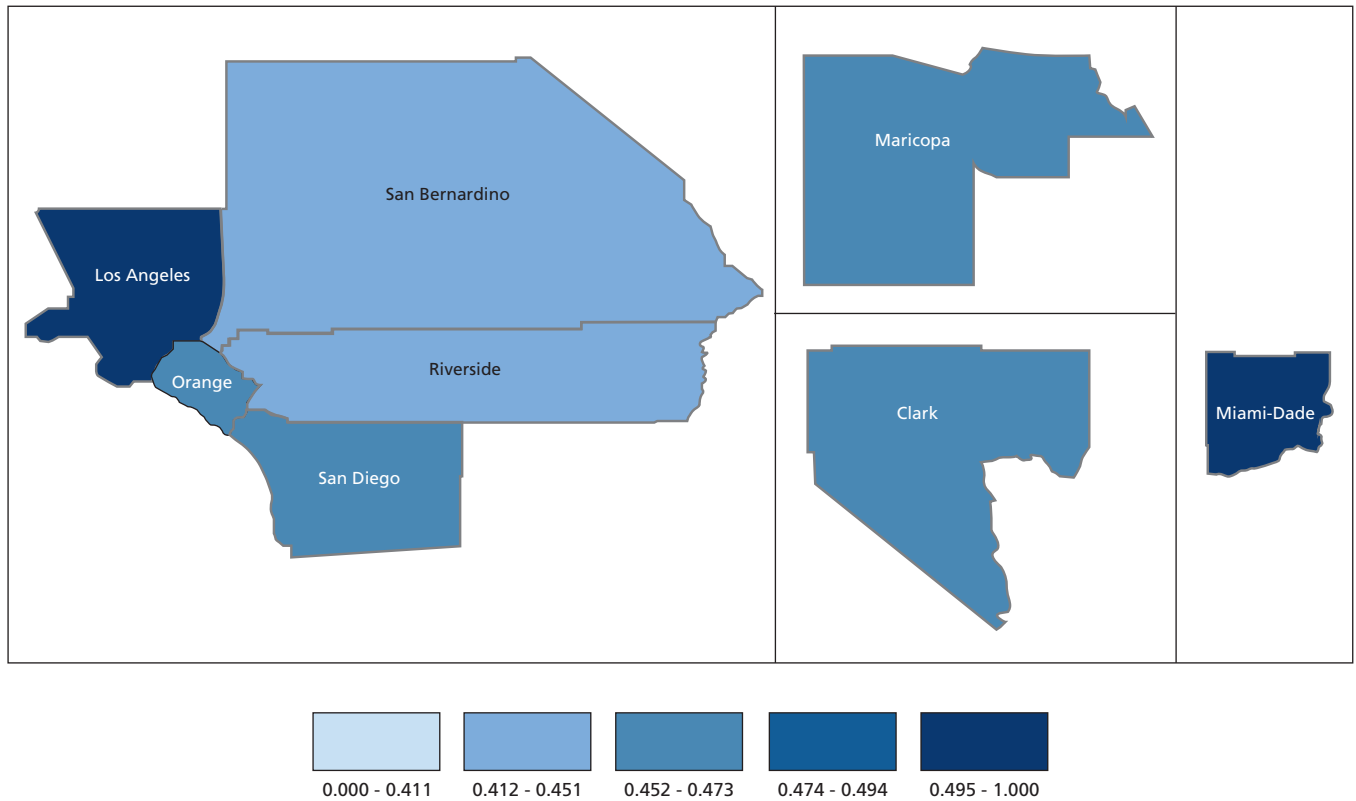 San Bernardino
Los Angeles
Riverside
Orange
San Diego
Maricopa
Clark
Miami-Dade
0.000 - 0.411
0.412 - 0.451
0.452 - 0.473
0.474 - 0.494
0.495 - 1.000